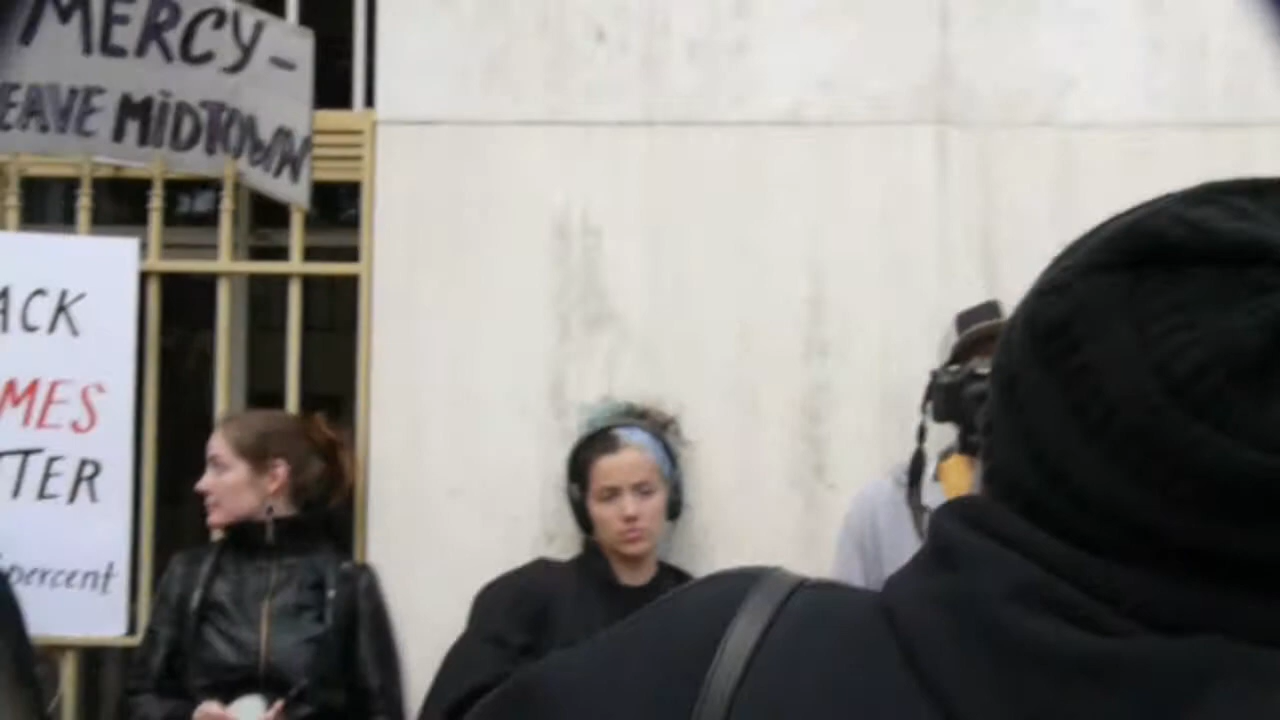 MERCY-
EAVE MiDTOWN
ACK
MES
TTER
percent